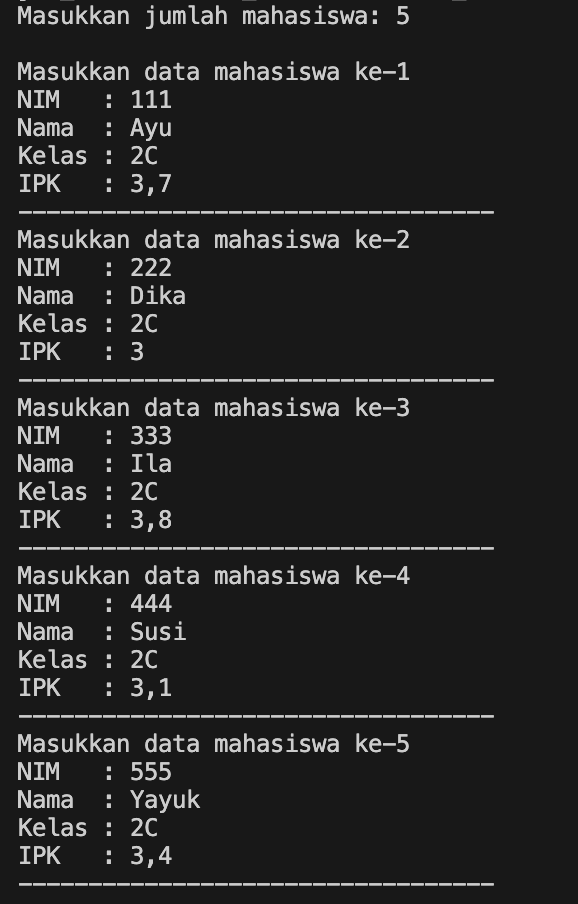 Masukkan jumlah mahasiswa: 5
Masukkan data mahasiswa ke-1
NIM   : 111
Nama  : Ayu
Kelas : 2C
IPK   : 3,7
----------------------------------
Masukkan data mahasiswa ke-2
NIM   : 222
Nama  : Dika
Kelas : 2C
IPK   : 3
----------------------------------
Masukkan data mahasiswa ke-3
NIM   : 333
Nama  : Ila
Kelas : 2C
IPK   : 3,8
----------------------------------
Masukkan data mahasiswa ke-4
NIM   : 444
Nama  : Susi
Kelas : 2C
IPK   : 3,1
----------------------------------
Masukkan data mahasiswa ke-5
NIM   : 555
Nama  : Yayuk
Kelas : 2C
IPK   : 3,4
----------------------------------